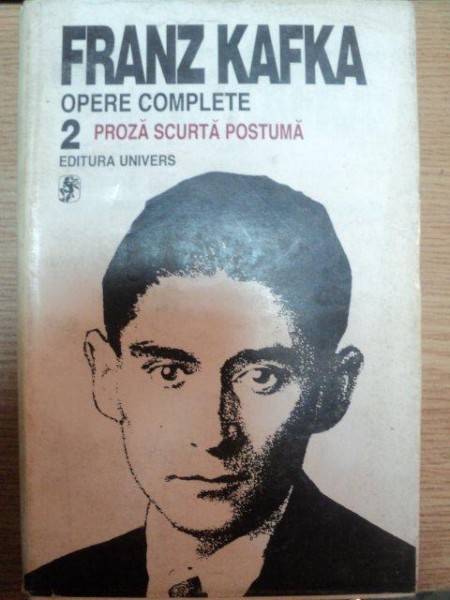 FRANZ KAFKA
OPERE COMPLETE
2 PROZĂ SCURTĂ POSTUMĂ
EDITURA UNIVERS